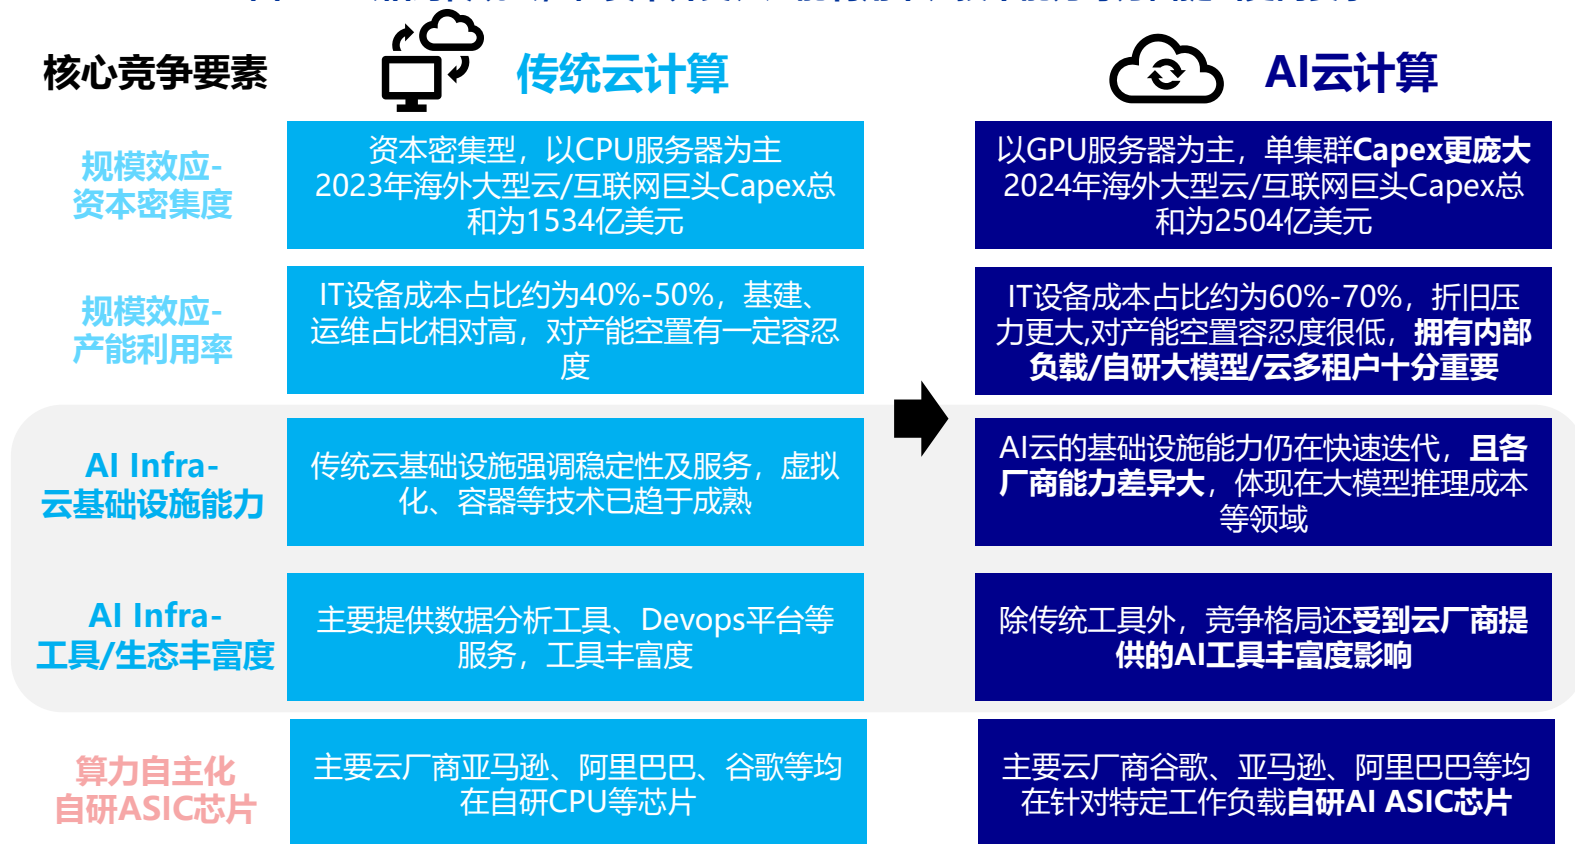 核心竞争要素
传统云计算
AI云计算
规模效应-
资本密集度
资本密集型，以CPU服务器为主
2023年海外大型云/互联网巨头Capex总
和为1534亿美元
以GPU服务器为主，单集群Capex更庞大
2024年海外大型云/互联网巨头Capex总
和为2504亿美元
规模效应-
产能利用率
IT设备成本占比约为40%-50%，基建、
运维占比相对高，对产能空置有一定容忍
度
IT设备成本占比约为60%-70%，折旧压
力更大,对产能空置容忍度很低，拥有内部
负载/自研大模型/云多租户十分重要
AI Infra-
云基础设施能力
传统云基础设施强调稳定性及服务，虚拟
化、容器等技术已趋于成熟
AI云的基础设施能力仍在快速迭代，且各
厂商能力差异大，体现在大模型推理成本
等领域
AI Infra-
工具/生态丰富度
主要提供数据分析工具、Devops平台等
服务，工具丰富度
除传统工具外，竞争格局还受到云厂商提
供的AI工具丰富度影响
算力自主化
自研ASIC芯片
主要云厂商亚马逊、阿里巴巴、谷歌等均
在自研CPU等芯片
主要云厂商谷歌、亚马逊、阿里巴巴等均
在针对特定工作负载自研AI ASIC芯片